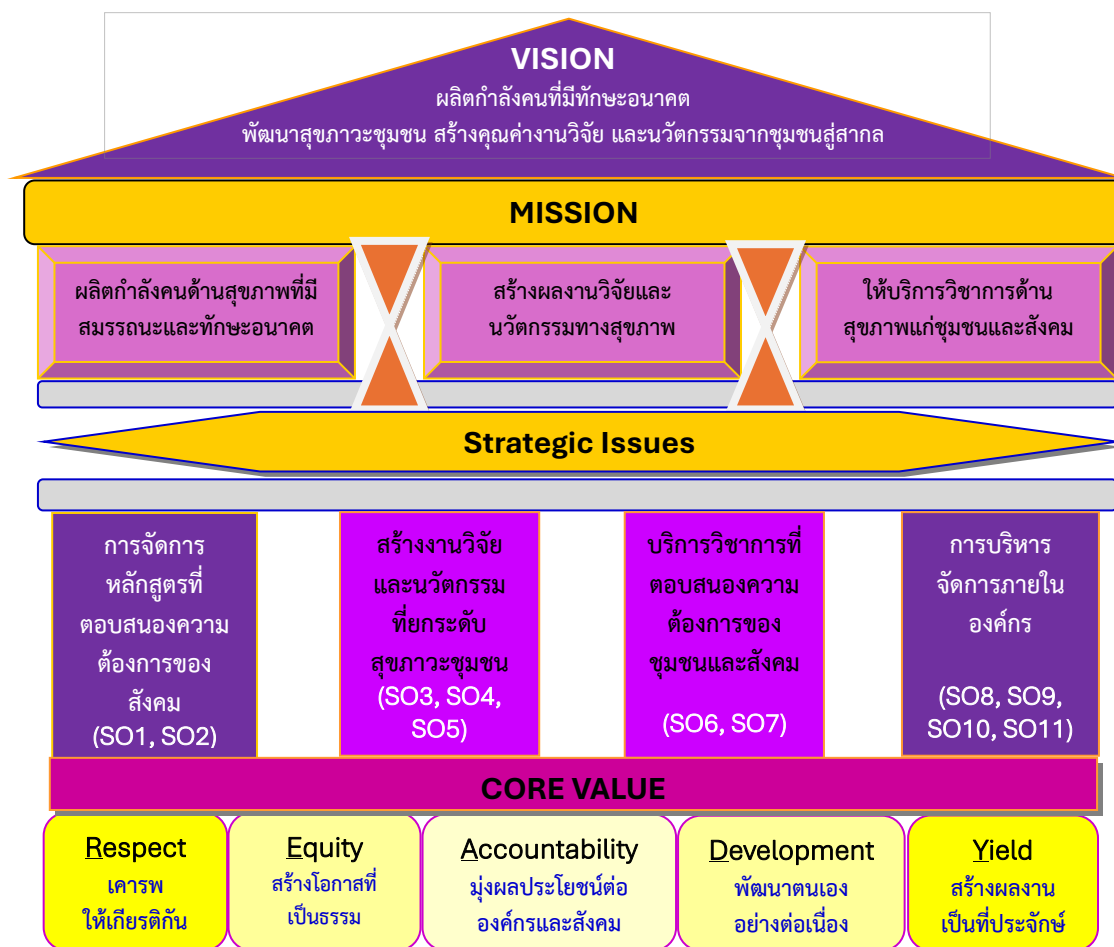 VISION
ผลิตกำลังคนที่มีทักษะอนาคต
พัฒนาสุขภาวะชุมชน สร้างคุณค่างานวิจัย และนวัตกรรมจากชุมชนสู่สากล
MISSION
ผลิตกำลังคนด้านสุขภาพที่มี
สมรรถนะและทักษะอนาคต
สร้างผลงานวิจัยและ
นวัตกรรมทางสุขภาพ
ให้บริการวิชาการด้าน
สุขภาพแก่ชุมชนและสังคม
Strategic Issues
การจัดการ
หลักสูตรที่
ตอบสนองความ
ต้องการของ
สังคม
(SO1, SO2)
สร้างงานวิจัย
และนวัตกรรม
ที่ยกระดับ
สุขภาวะชุมชน
(SO3, SO4,
SO5)
บริการวิชาการที่
ตอบสนองความ
ต้องการของ
ชุมชนและสังคม
(SO6, SO7)
การบริหาร
จัดการภายใน
องค์กร
(SO8, SO9,
SO10, SO11)
CORE VALUE
Respect
เคารพ
ให้เกียรติกัน
Equity
สร้างโอกาสที่
เป็นธรรม
Accountability
มุ่งผลประโยชน์ต่อ
องค์กรและสังคม
Development
พัฒนาตนเอง
อย่างต่อเนื่อง
Yield
สร้างผลงาน
เป็นที่ประจักษ์